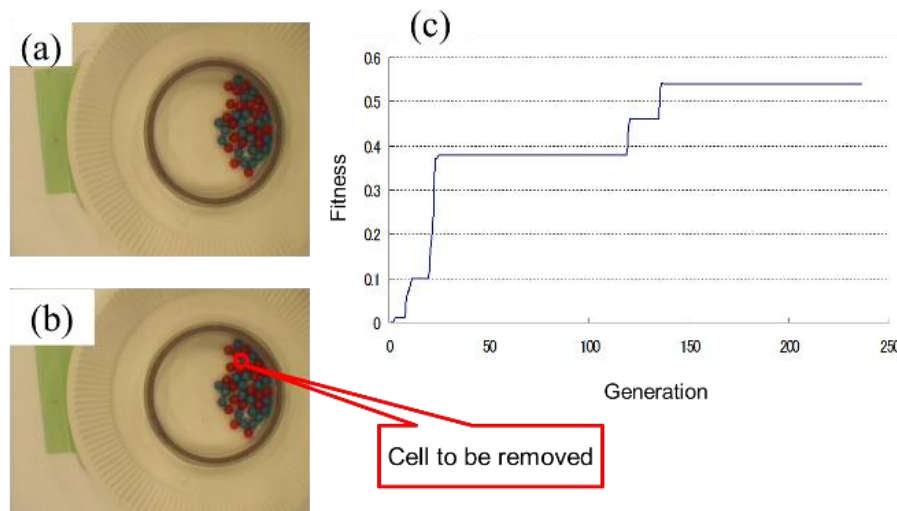 (a)
(b)
Cell to be removed
(c)
Fitness
0.6
0.5
0.4
0.3
0.2
0.1
0
0 50 100 150 200 250
Generation